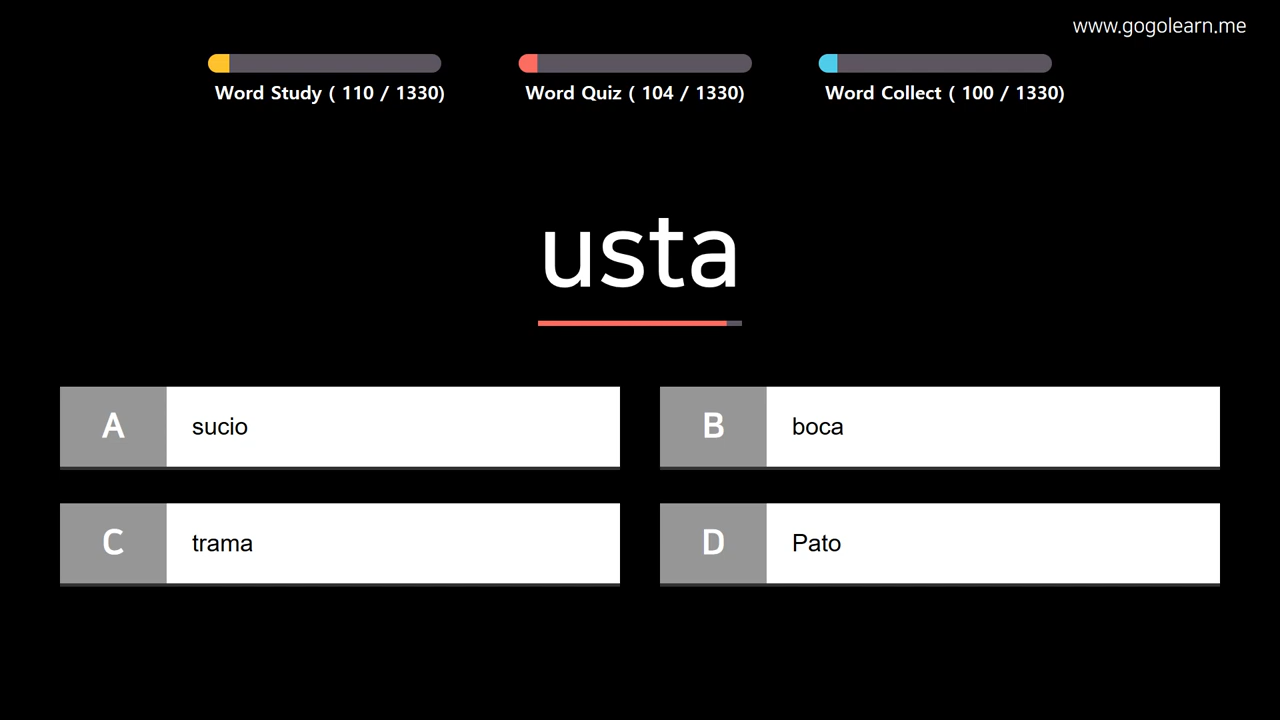 www.gogolearn.me
Word Study ( 110 / 1330)
Word Quiz ( 104 / 1330)
Word Collect ( 100 / 1330)
usta
A sucio
B boca
C trama
D Pato